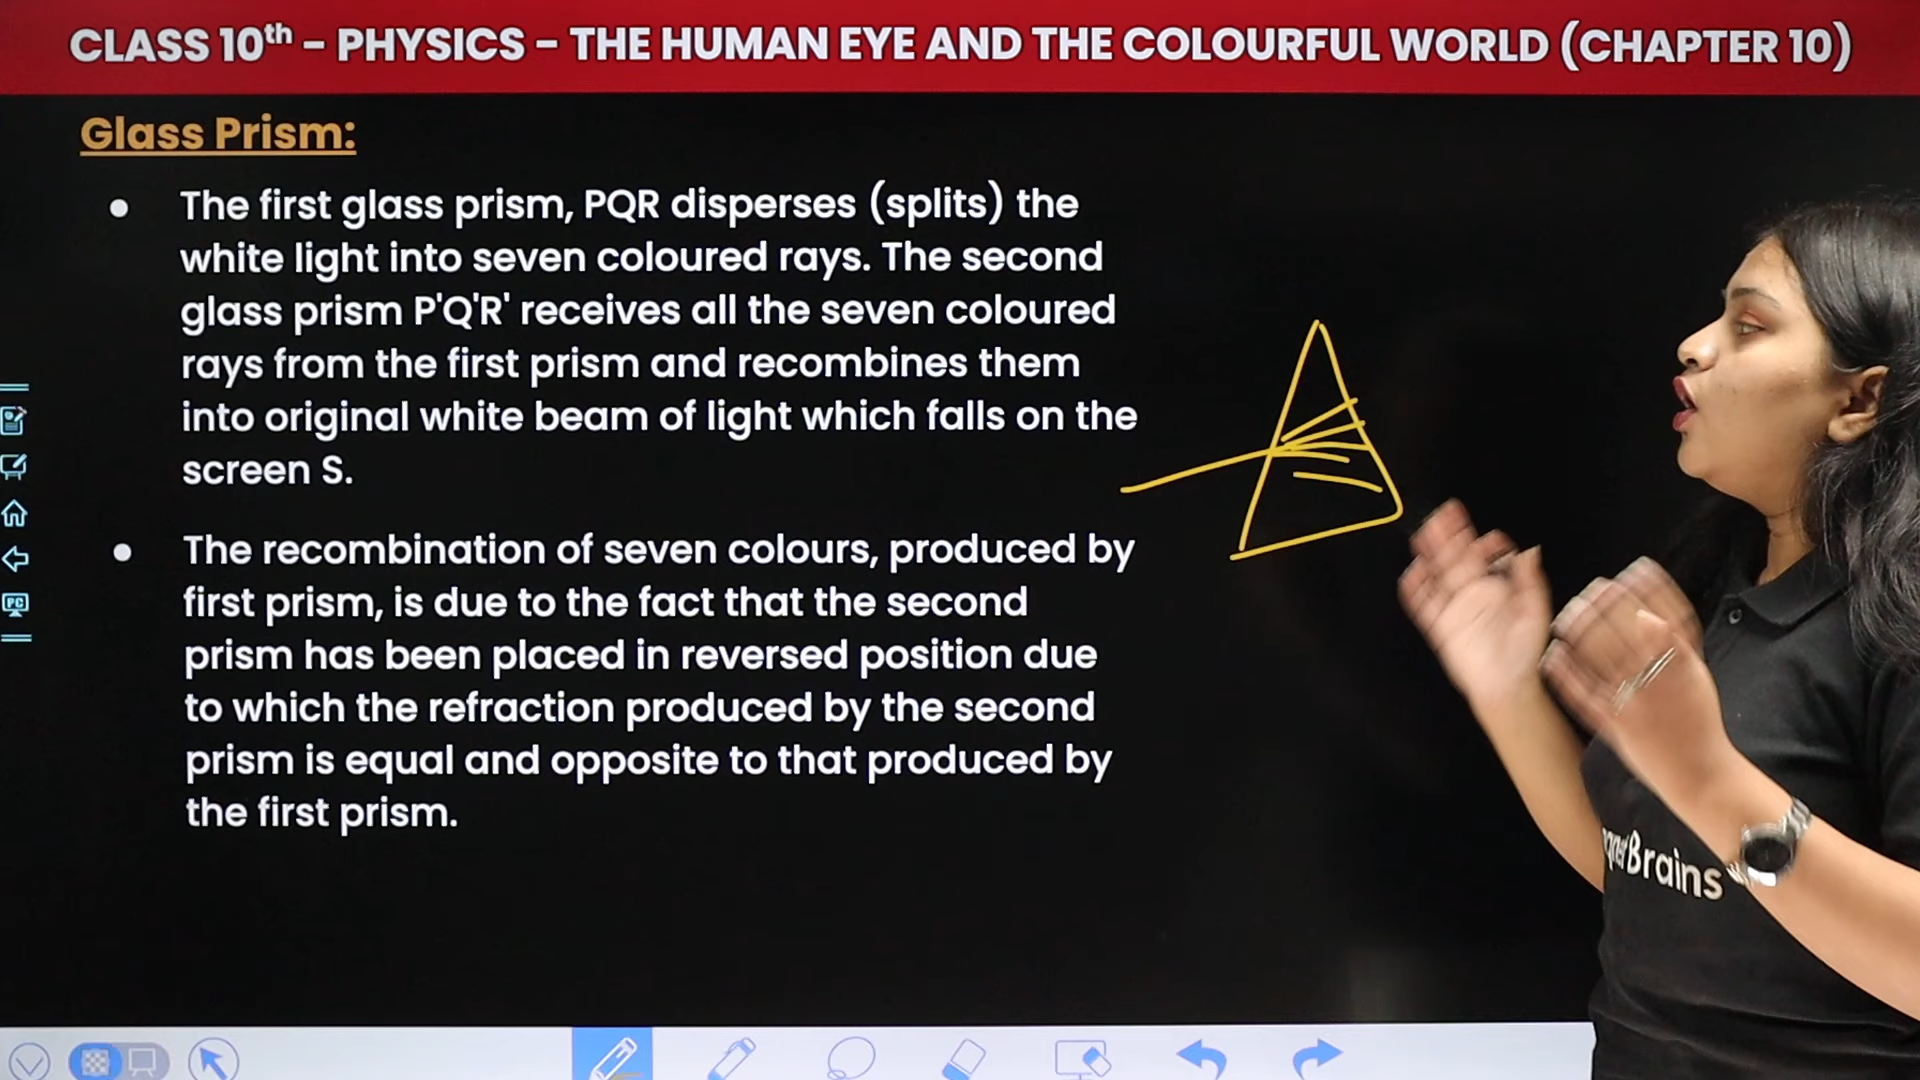 CLASS 10th – PHYSICS – THE HUMAN EYE AND THE COLOURFUL WORLD (CHAPTER 10)
Glass Prism:
• The first glass prism, PQR disperses (splits) the
white light into seven coloured rays. The second
glass prism P'Q'R' receives all the seven coloured
rays from the first prism and recombines them
into original white beam of light which falls on the
screen S.
• The recombination of seven colours, produced by
first prism, is due to the fact that the second
prism has been placed in reversed position due
to which the refraction produced by the second
prism is equal and opposite to that produced by
the first prism.
PC
Brains